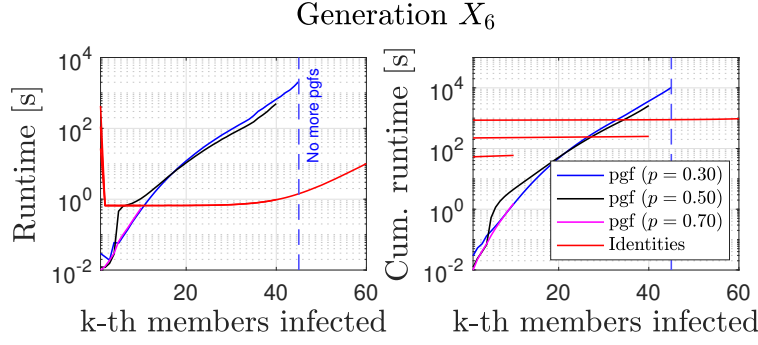 Generation X_6
Runtime [s]
10^4
10^2
10^0
10^-2
20
40
60
k-th members infected
No more pgfs
Cum. runtime [s]
10^4
10^2
10^0
10^-2
20
40
60
k-th members infected
pgf (p = 0.30)
pgf (p = 0.50)
pgf (p = 0.70)
Identities